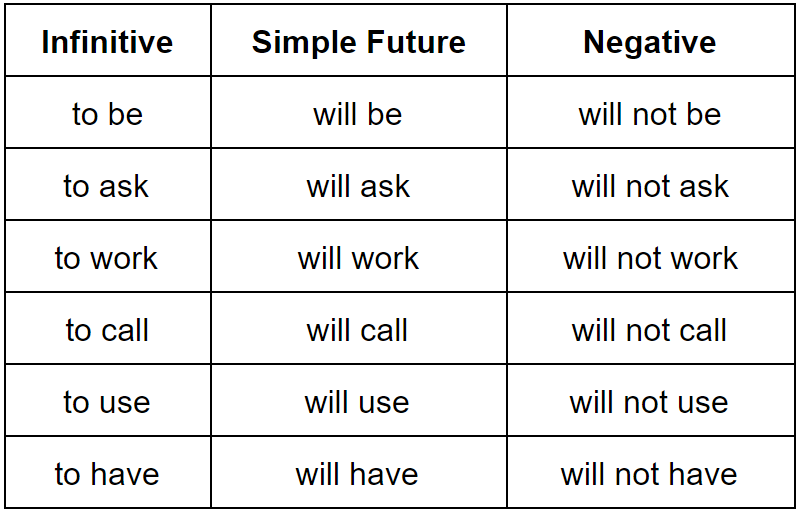 Infinitive Simple Future Negative
to be will be will not be
to ask will ask will not ask
to work will work will not work
to call will call will not call
to use will use will not use
to have will have will not have